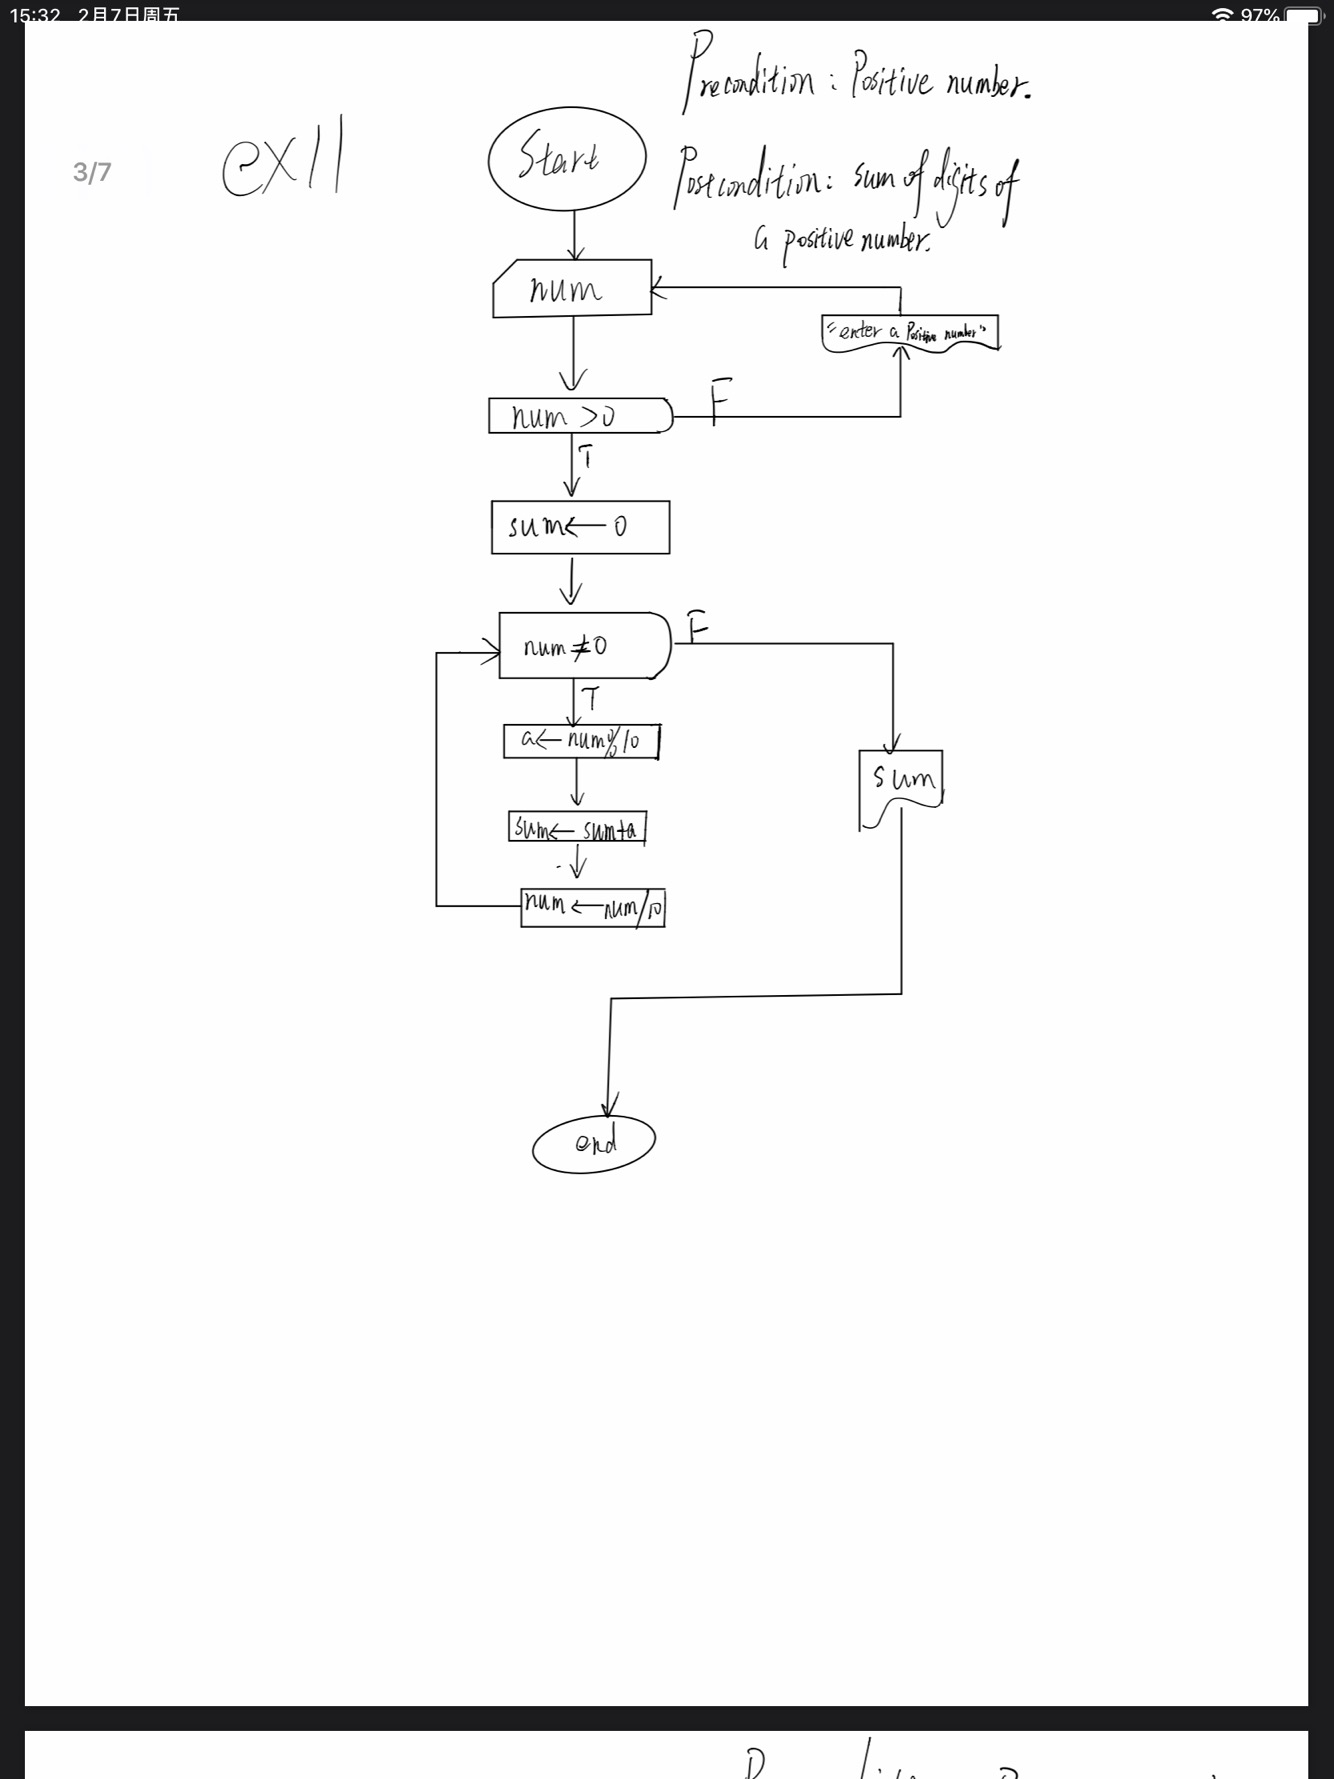 15:32 2月7日周五
97%
Precondition: Positive number.
ex11
3/7
Start
Postcondition: sum of digits of
a positive number.
num
"enter a Positive number"
num >0
F
T
sum← 0
num≠0
F
T
a← num%10
sum
sum← sum+a
num ←num/10
end